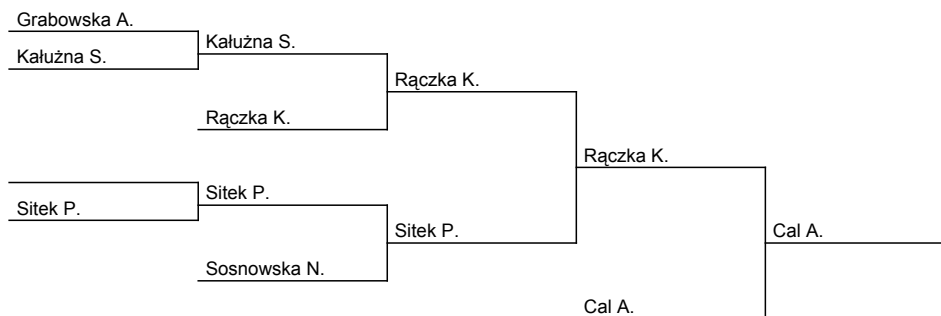 Grabowska A.
Kałużna S.
Kałużna S.
Rączka K.
Rączka K.
Rączka K.
Sitek P.
Sitek P.
Sitek P.
Cal A.
Sosnowska N.
Cal A.